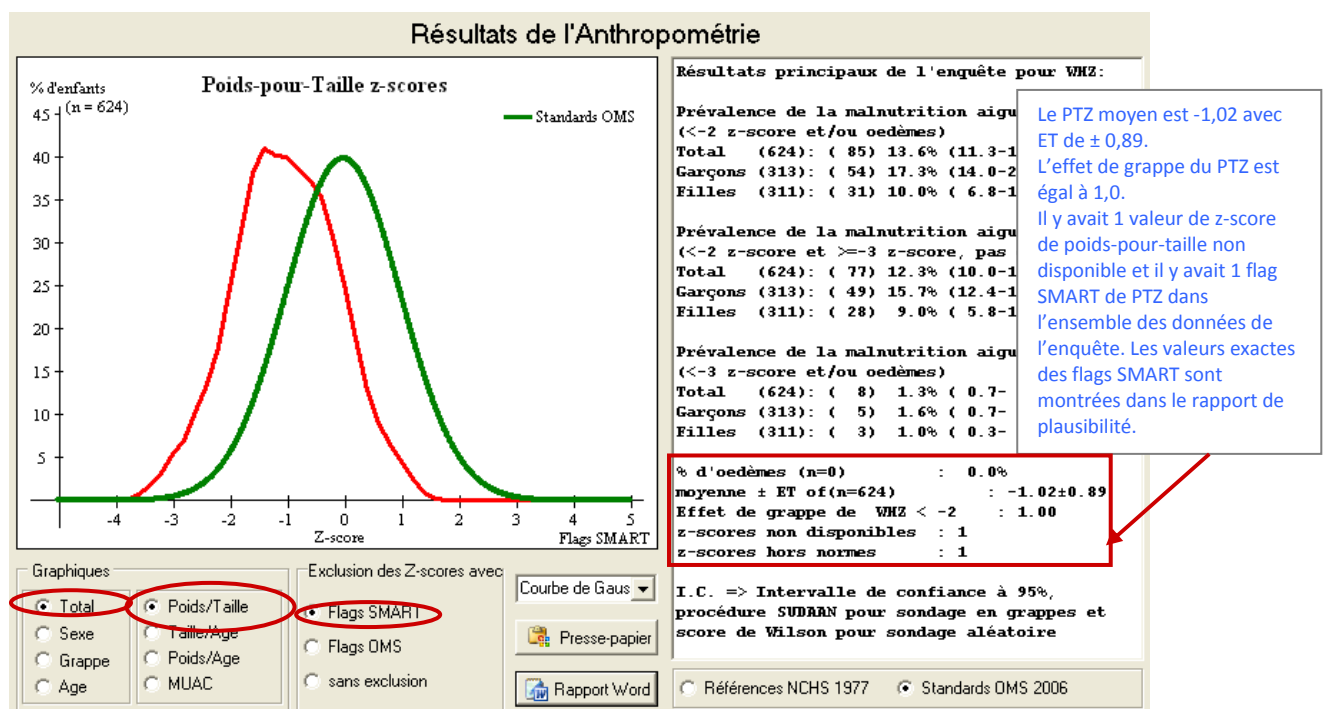 Résultats de l'Anthropométrie
% d'enfants
(n = 624)
Poids-pour-Taille z-scores
Standards OMS
45
40
35
30
25
20
15
10
5
-4 -3 -2 -1 0 1 2 3 4 5
Z-score
Flags SMART
Résultats principaux de l'enquête pour WHZ:
Prévalence de la malnutrition aigu
(<-2 z-score et/ou oedèmes)
Total (624): ( 85) 13.6% (11.3-1
Garçons (313): ( 54) 17.3% (14.0-2
Filles (311): ( 31) 10.0% ( 6.8-1
Prévalence de la malnutrition aigu
(<-2 z-score et >=-3 z-score, pas
Total (624): ( 77) 12.3% (10.0-1
Garçons (313): ( 49) 15.7% (12.4-1
Filles (311): ( 28) 9.0% ( 5.8-1
Prévalence de la malnutrition aigu
(<-3 z-score et/ou oedèmes)
Total (624): ( 8) 1.3% ( 0.7-
Garçons (313): ( 5) 1.6% ( 0.7-
Filles (311): ( 3) 1.0% ( 0.3-
% d'oedèmes (n=0) : 0.0%
moyenne ± ET of(n=624) : -1.02±0.89
Effet de grappe de WHZ < -2 : 1.00
z-scores non disponibles : 1
z-scores hors normes : 1
I.C. => Intervalle de confiance à 95%,
procédure SUDAAN pour sondage en grappes et
score de Wilson pour sondage aléatoire
Le PTZ moyen est -1,02 avec
ET de ± 0,89.
L'effet de grappe du PTZ est
égal à 1,0.
Il y avait 1 valeur de z-score
de poids-pour-taille non
disponible et il y avait 1 flag
SMART de PTZ dans
l'ensemble des données de
l'enquête. Les valeurs exactes
des flags SMART sont
montrées dans le rapport de
plausibilité.
Graphiques
Total
Sexe
Grappe
Age
Poids/Taille
Taille/Age
Poids/Age
MUAC
Exclusion des Z-scores avec
Flags SMART
Flags OMS
sans exclusion
Courbe de Gaus
Presse-papier
Rapport Word
Références NCHS 1977
Standards OMS 2006